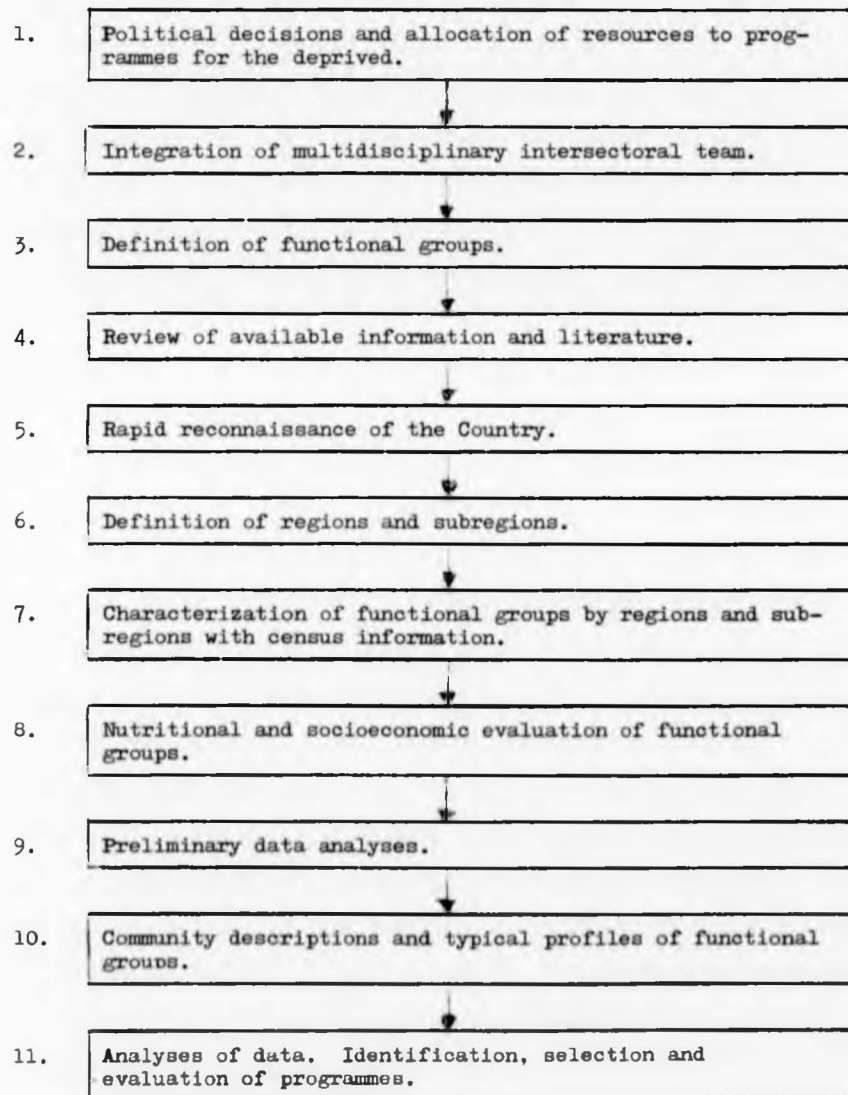 1. Political decisions and allocation of resources to prog-
rammes for the deprived.
2. Integration of multidisciplinary intersectoral team.
3. Definition of functional groups.
4. Review of available information and literature.
5. Rapid reconnaissance of the Country.
6. Definition of regions and subregions.
7. Characterization of functional groups by regions and sub-
regions with census information.
8. Nutritional and socioeconomic evaluation of functional
groups.
9. Preliminary data analyses.
10. Community descriptions and typical profiles of functional
groups.
11. Analyses of data. Identification, selection and
evaluation of programmes.